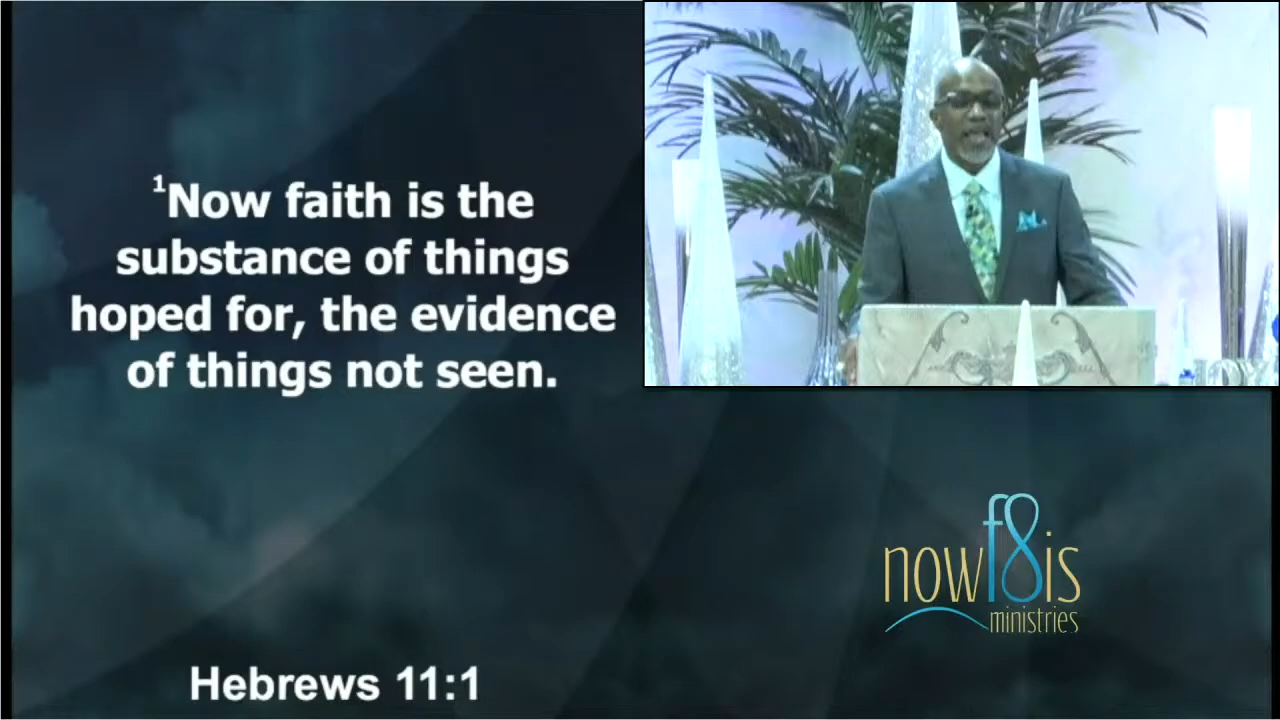 ¹Now faith is the
substance of things
hoped for, the evidence
of things not seen.
Hebrews 11:1
nowf8is
ministries